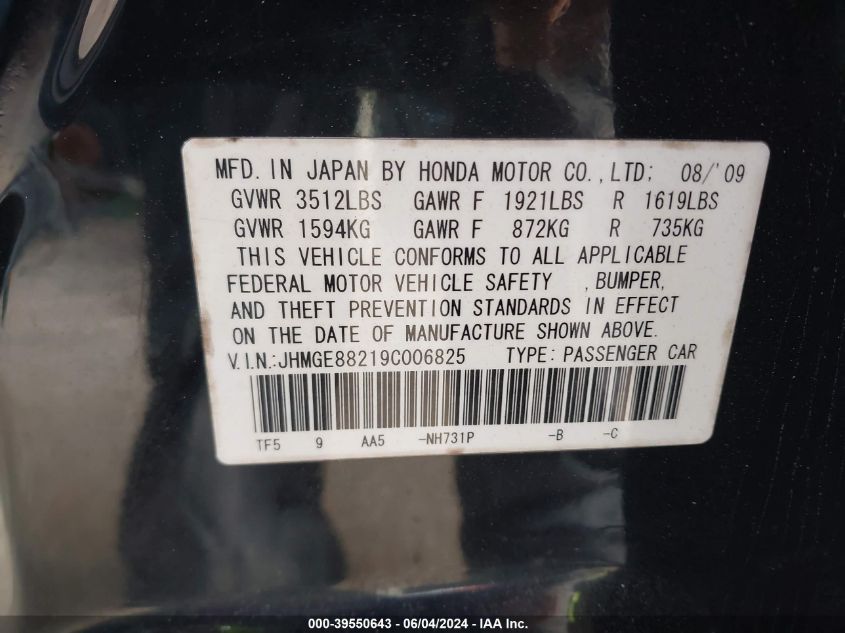 MFD. IN JAPAN BY HONDA MOTOR CO.,LTD; 08/'09
GVWR 3512LBS GAWR F 1921LBS R 1619LBS
GVWR 1594KG GAWR F 872KG R 735KG
THIS VEHICLE CONFORMS TO ALL APPLICABLE
FEDERAL MOTOR VEHICLE SAFETY ,BUMPER,
AND THEFT PREVENTION STANDARDS IN EFFECT
ON THE DATE OF MANUFACTURE SHOWN ABOVE.
V.I.N.:JHMGE88219C006825 TYPE: PASSENGER CAR
TF5 9 AA5 -NH731P -B -C
000-39550643 - 06/04/2024 - IAA Inc.